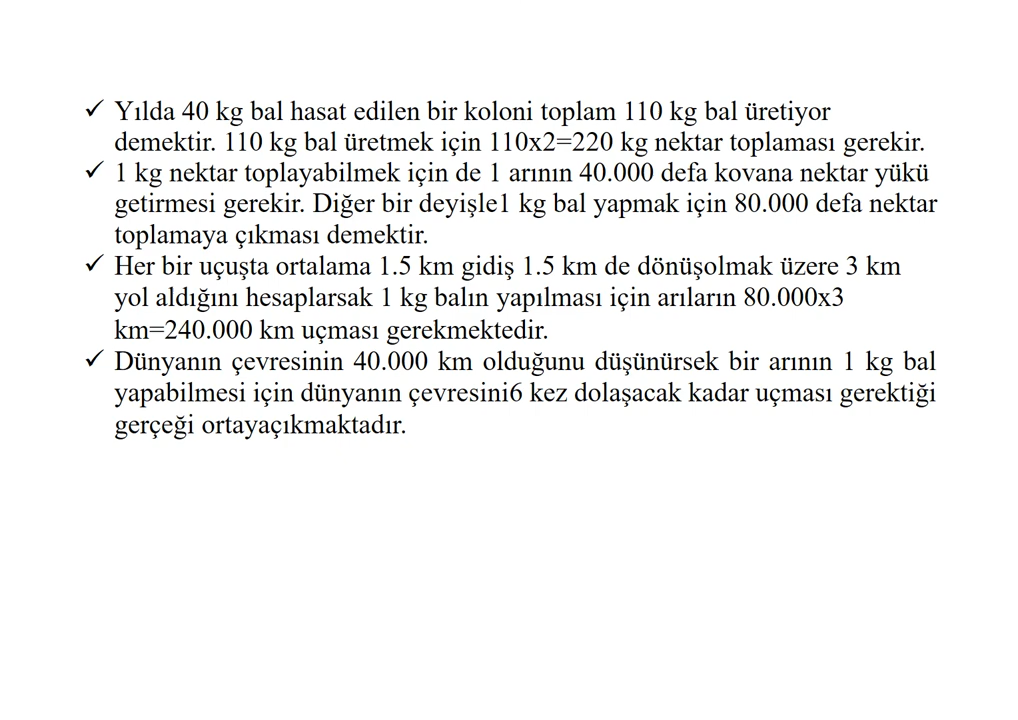 ✓ Yılda 40 kg bal hasat edilen bir koloni toplam 110 kg bal üretiyor
demektir. 110 kg bal üretmek için 110x2=220 kg nektar toplaması gerekir.
✓ 1 kg nektar toplayabilmek için de 1 arının 40.000 defa kovana nektar yükü
getirmesi gerekir. Diğer bir deyişle1 kg bal yapmak için 80.000 defa nektar
toplamaya çıkması demektir.
✓ Her bir uçuşta ortalama 1.5 km gidiş 1.5 km de dönüşolmak üzere 3 km
yol aldığını hesaplarsak 1 kg balın yapılması için arıların 80.000x3
km=240.000 km uçması gerekmektedir.
✓ Dünyanın çevresinin 40.000 km olduğunu düşünürsek bir arının 1 kg bal
yapabilmesi için dünyanın çevresini6 kez dolaşacak kadar uçması gerektiği
gerçeği ortayaçıkmaktadır.